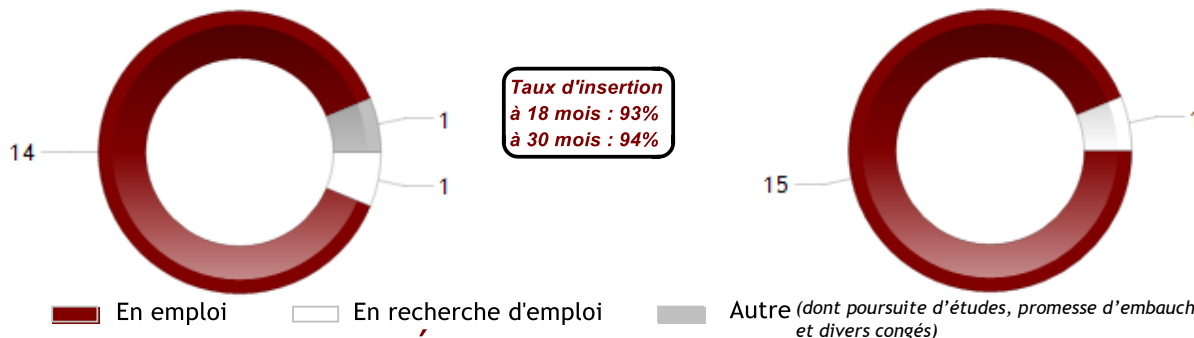 14
1
1
Taux d'insertion
à 18 mois : 93%
à 30 mois : 94%
15
En emploi
En recherche d'emploi
Autre (dont poursuite d’études, promesse d’embauch
et divers congés)